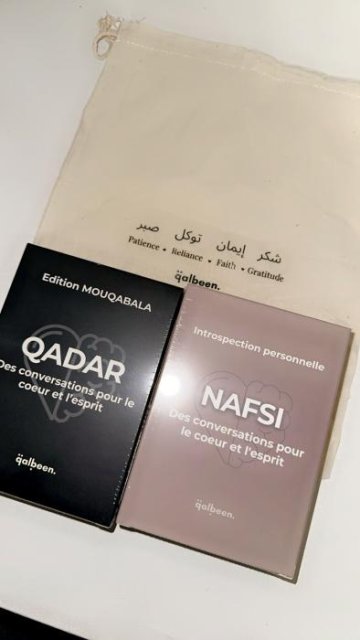 صبر توكل إيمان شكر
Patience • Reliance • Faith • Gratitude
qalbeen.
Edition MOUQABALA
QADAR
Des conversations pour le
coeur et l'esprit
qalbeen.
Introspection personnelle
NAFSI
Des conversations pour
le coeur et l'esprit
qalbeen.